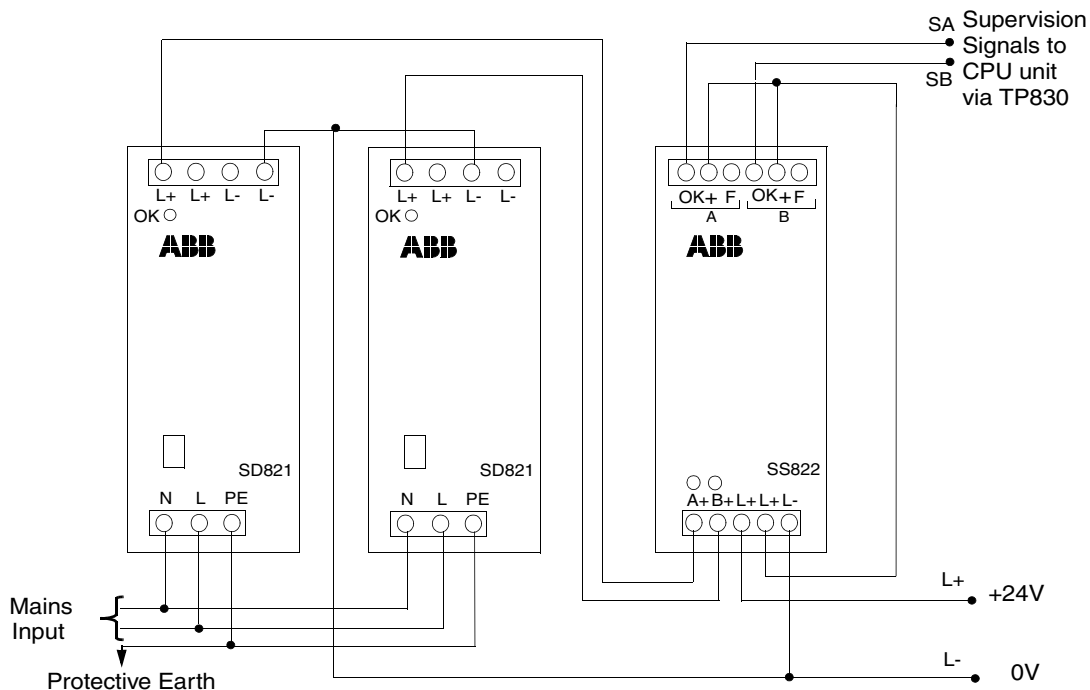 SA Supervision
Signals to
SB CPU unit
via TP830
L+ L+ L- L-
OK
ABB
SD821
N L PE
L+ L+ L- L-
OK
ABB
SD821
N L PE
OK+ F OK+F
A B
ABB
SS822
A+ B+ L+ L+ L-
Mains
Input
Protective Earth
L+ +24V
L- 0V